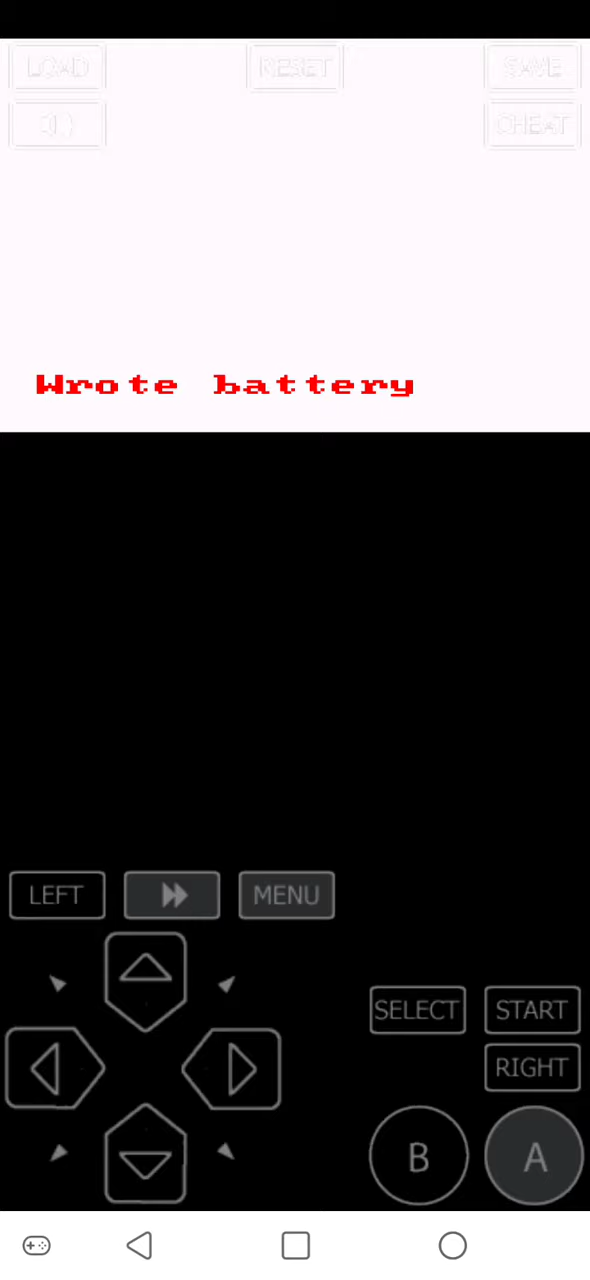 LOAD RESET SAVE
CHEAT
Wrote battery
LEFT MENU
SELECT START
RIGHT
B A